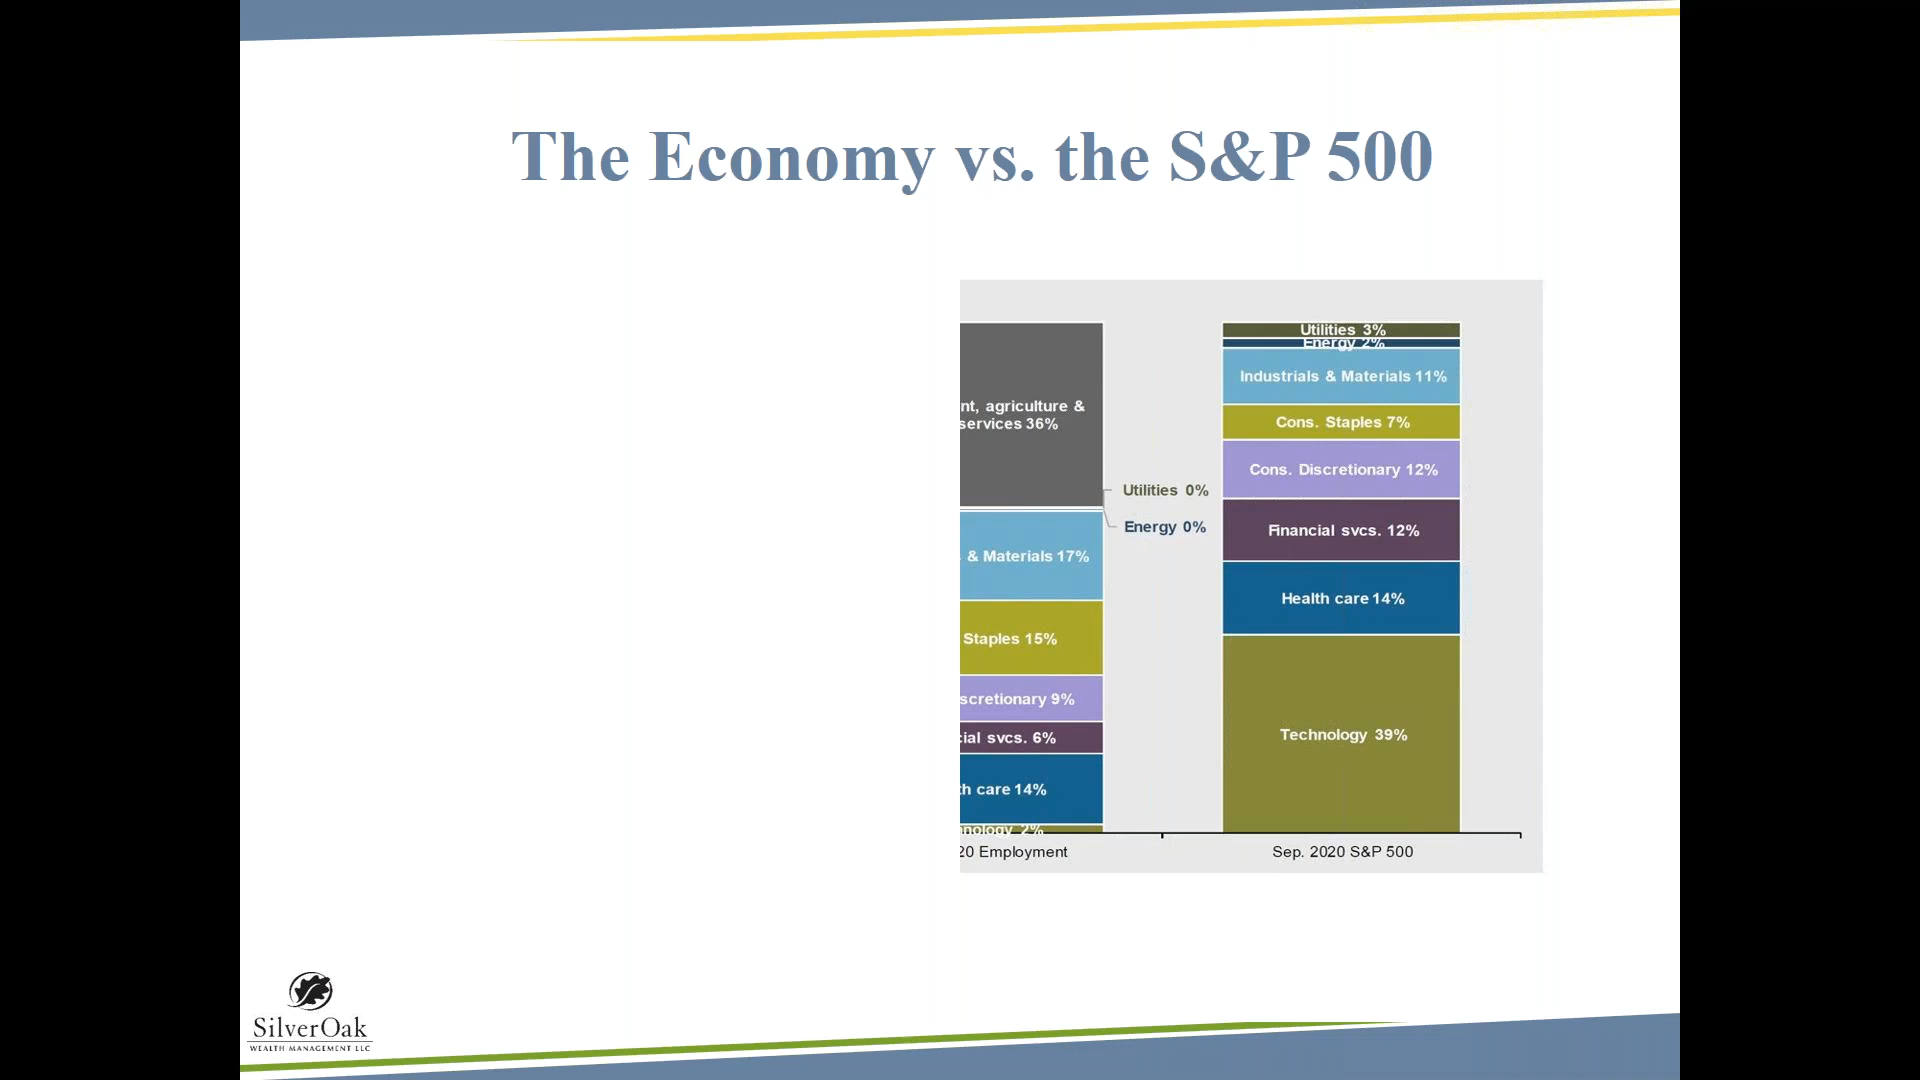 The Economy vs. the S&P 500
nt, agriculture &
services 36%
& Materials 17%
Staples 15%
scretionary 9%
cial svcs. 6%
th care 14%
nology 2%
20 Employment
Utilities 0%
Energy 0%
Utilities 3%
Energy 2%
Industrials & Materials 11%
Cons. Staples 7%
Cons. Discretionary 12%
Financial svcs. 12%
Health care 14%
Technology 39%
Sep. 2020 S&P 500
SilverOak
WEALTH MANAGEMENT LLC